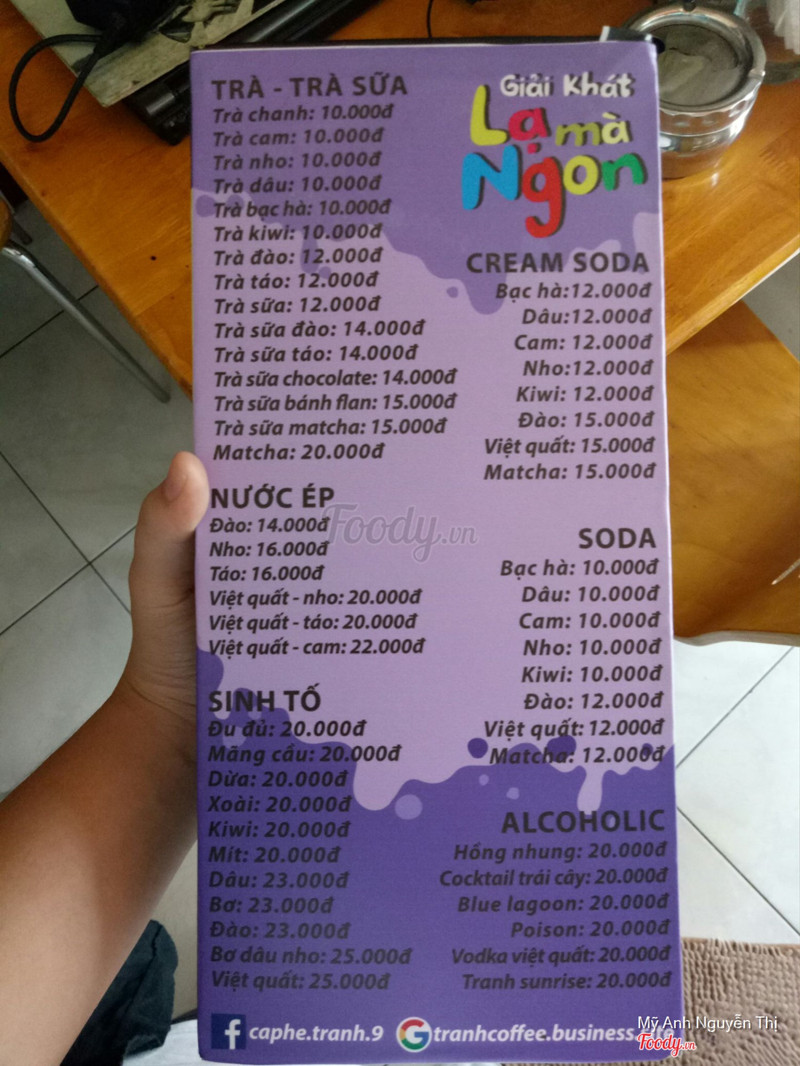 TRÀ - TRÀ SỮA
Trà chanh: 10.000đ
Trà cam: 10.000đ
Trà nho: 10.000đ
Trà dâu: 10.000đ
Trà bạc hà: 10.000đ
Trà kiwi: 10.000đ
Trà đào: 12.000đ
Trà táo: 12.000đ
Trà sữa: 12.000đ
Trà sữa đào: 14.000đ
Trà sữa táo: 14.000đ
Trà sữa chocolate: 14.000đ
Trà sữa bánh flan: 15.000đ
Trà sữa matcha: 15.000đ
Matcha: 20.000đ
NƯỚC ÉP
Đào: 14.000đ
Nho: 16.000đ
Táo: 16.000đ
Việt quất - nho: 20.000đ
Việt quất - táo: 20.000đ
Việt quất - cam: 22.000đ
SINH TỐ
Đu đủ: 20.000đ
Mãng cầu: 20.000đ
Dừa: 20.000đ
Xoài: 20.000đ
Kiwi: 20.000đ
Mít: 20.000đ
Dâu: 23.000đ
Bơ: 23.000đ
Đào: 23.000đ
Bơ dâu nho: 25.000đ
Việt quất: 25.000đ
Giải Khát
Lạ mà
Ngon
CREAM SODA
Bạc hà:12.000đ
Dâu:12.000đ
Cam: 12.000đ
Nho:12.000đ
Kiwi: 12.000đ
Đào: 15.000đ
Việt quất: 15.000đ
Matcha: 15.000đ
SODA
Bạc hà: 10.000đ
Dâu: 10.000đ
Cam: 10.000đ
Nho: 10.000đ
Kiwi: 10.000đ
Đào: 12.000đ
Việt quất: 12.000đ
Matcha: 12.000đ
ALCOHOLIC
Hồng nhung: 20.000đ
Cocktail trái cây: 20.000đ
Blue lagoon: 20.000đ
Poison: 20.000đ
Vodka việt quất: 20.000đ
Tranh sunrise: 20.000đ
caphe.tranh.9
tranhcoffee.business.
Foody.vn
Mỹ Anh Nguyễn Thị
Foody.vn